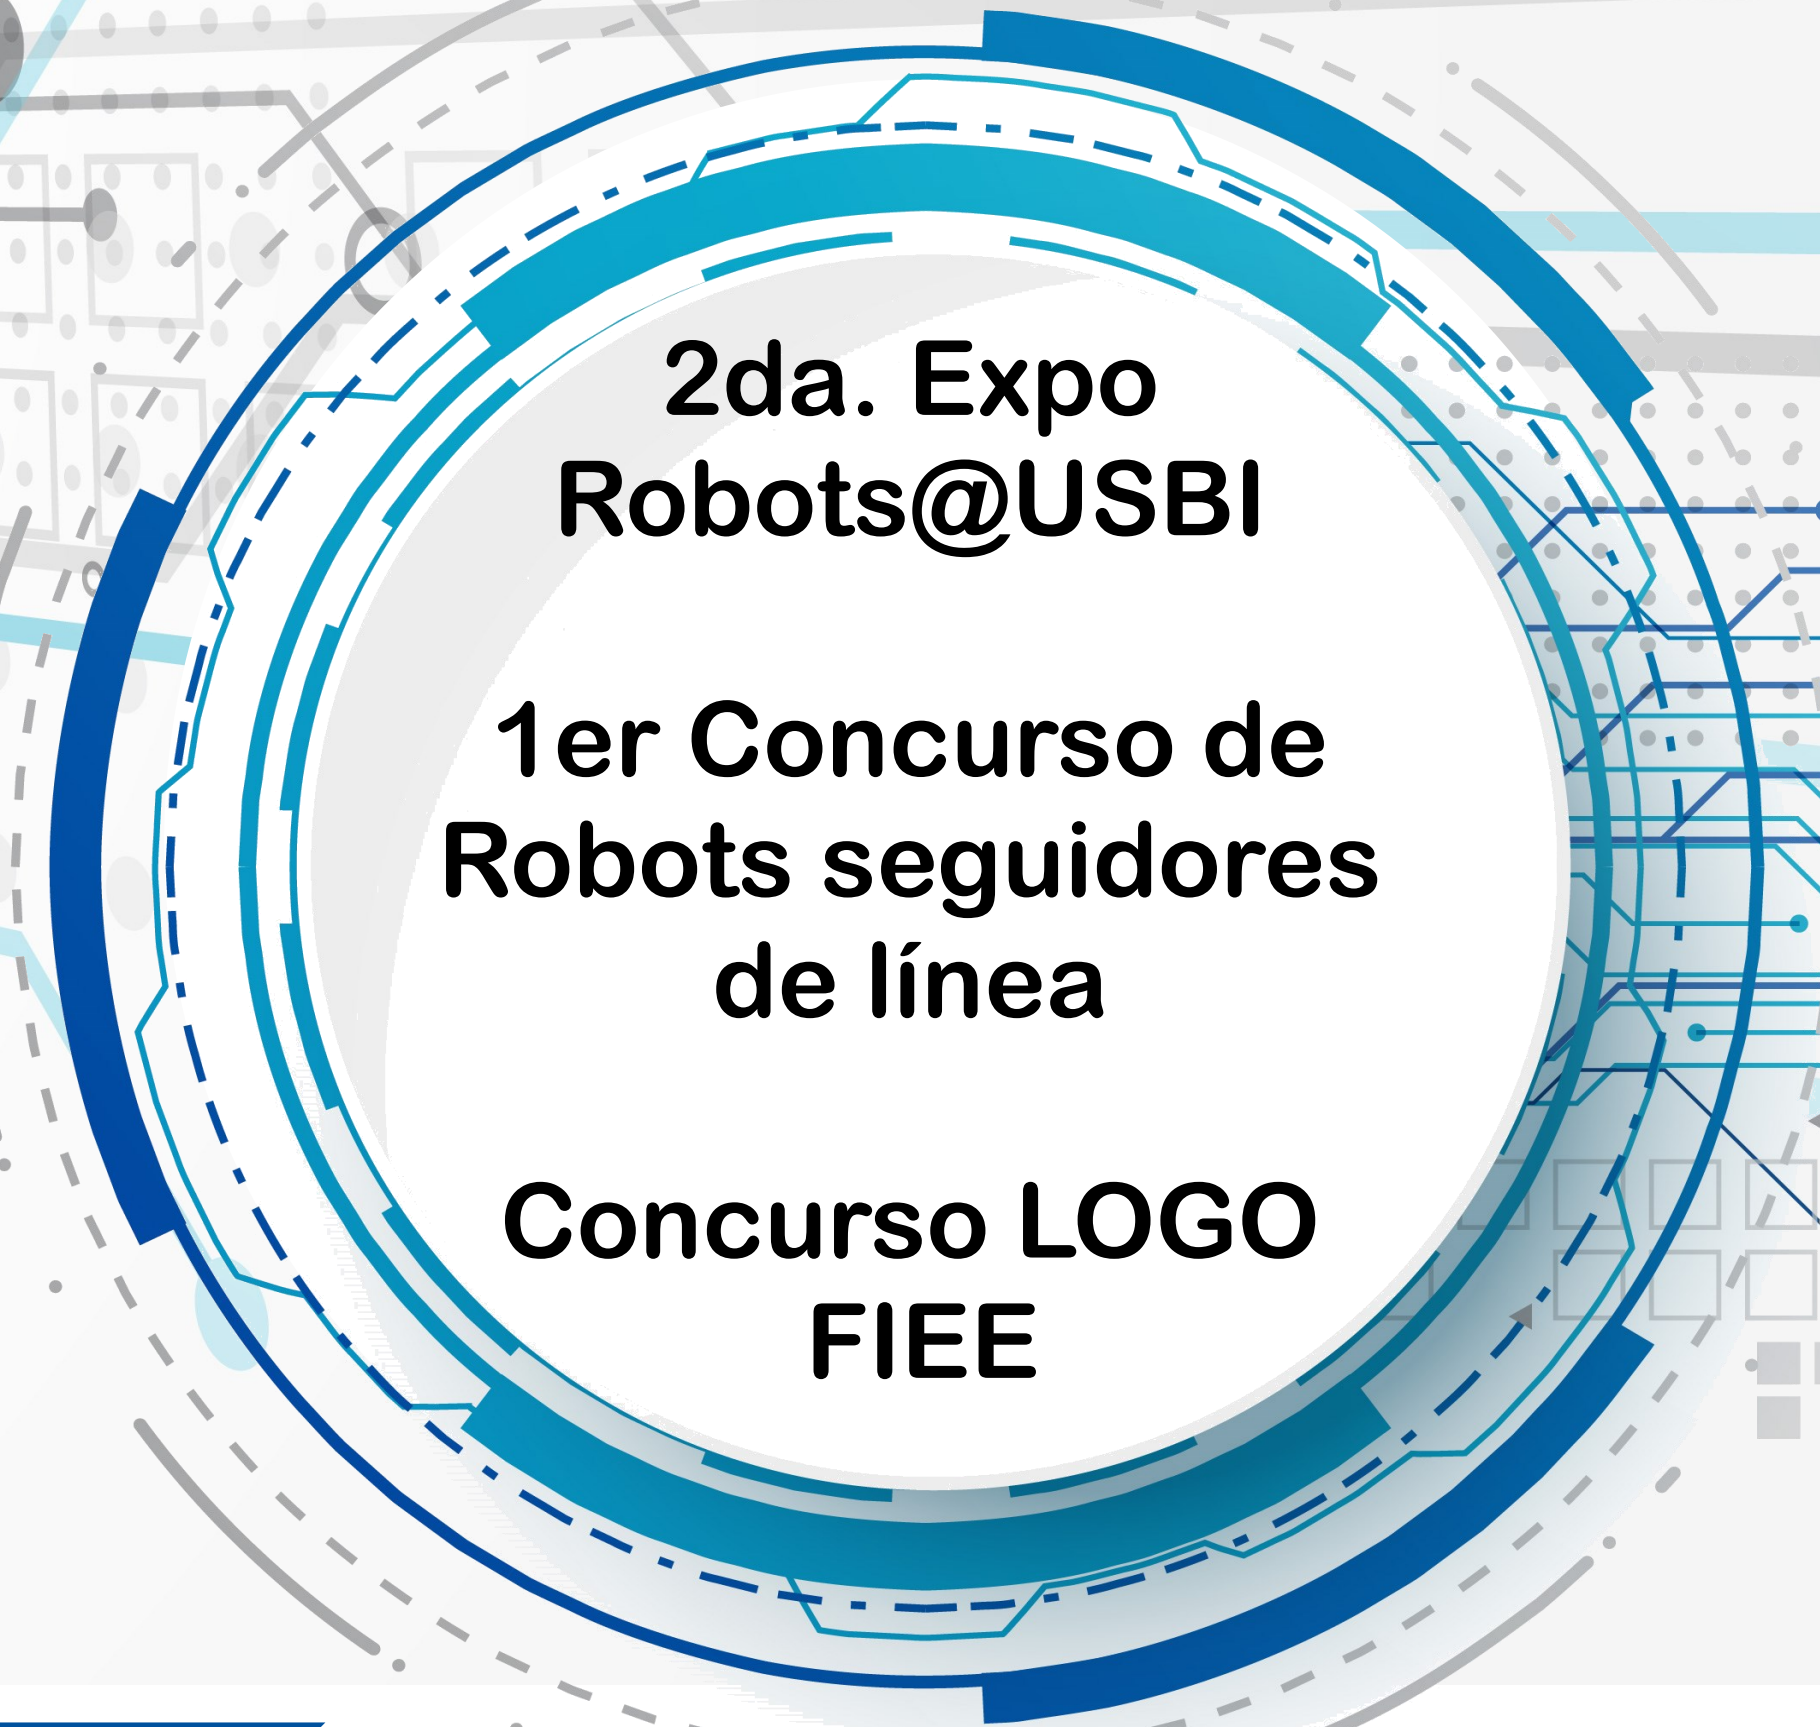 2da. Expo
Robots@USBI
1er Concurso de
Robots seguidores
de línea
Concurso LOGO
FIEE